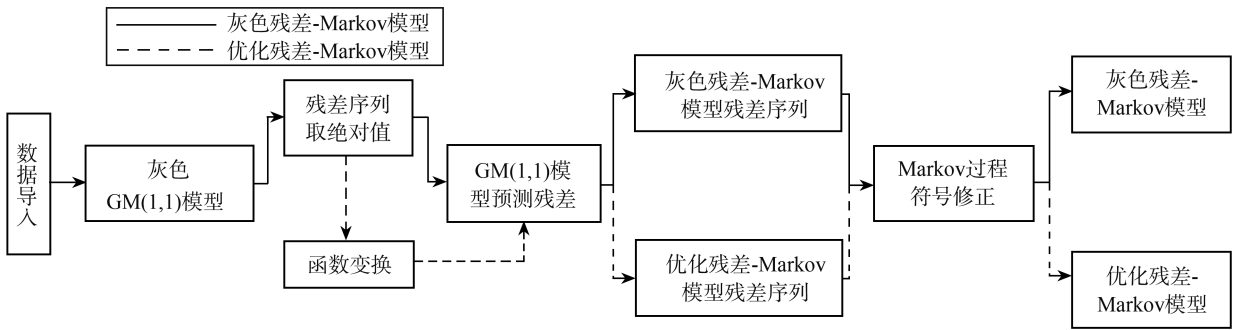 灰色残差-Markov模型
优化残差-Markov模型
数据导入
灰色
GM(1,1)模型
残差序列
取绝对值
函数变换
GM(1,1)模
型预测残差
灰色残差-Markov
模型残差序列
优化残差-Markov
模型残差序列
Markov过程
符号修正
灰色残差-
Markov模型
优化残差-
Markov模型